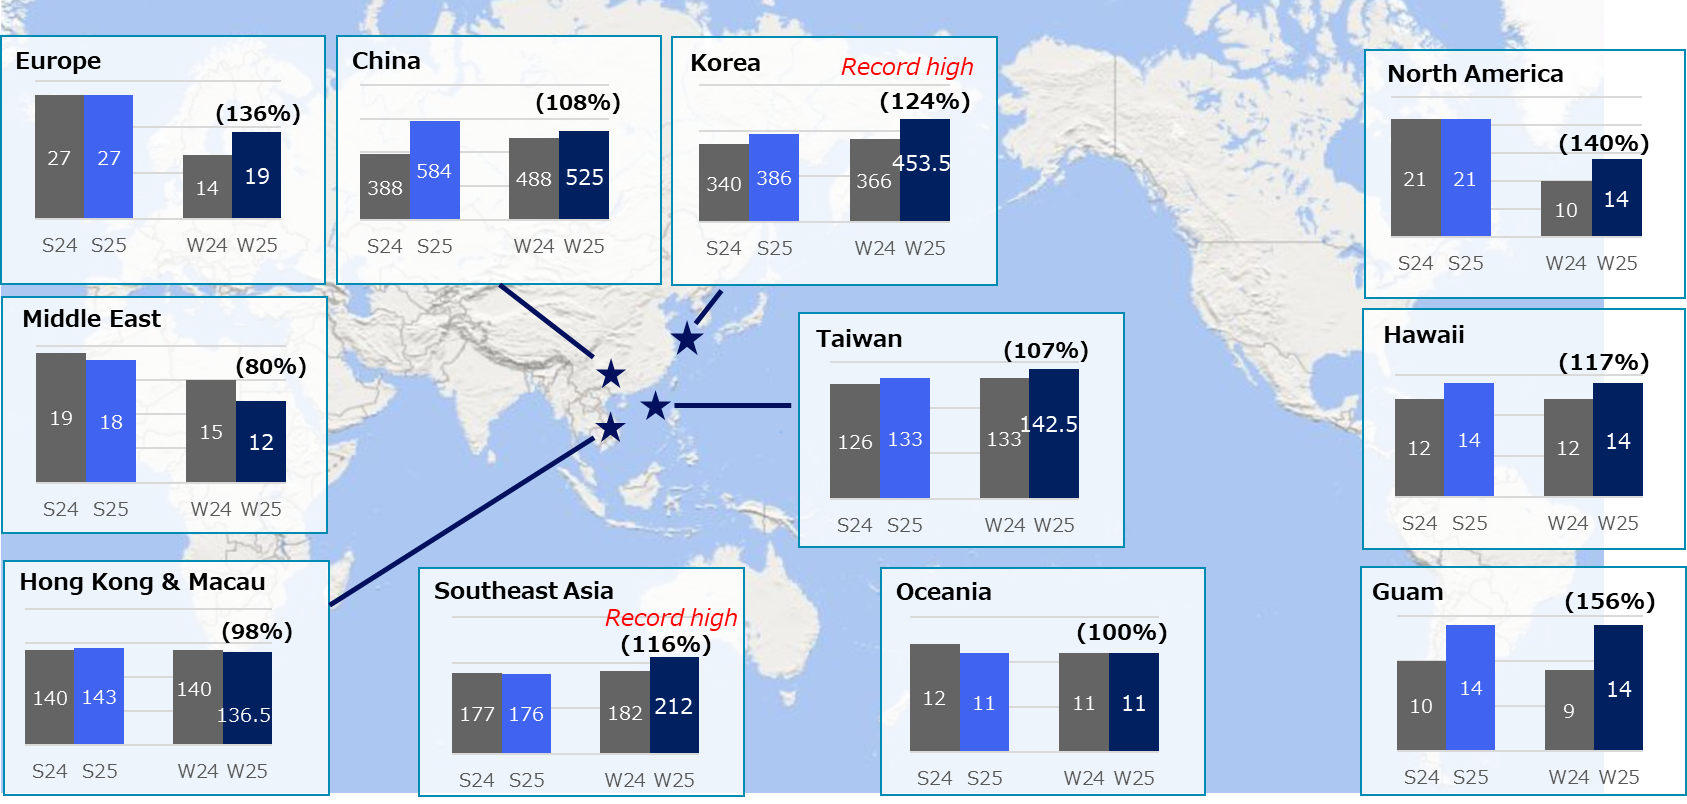 Europe
(136%)
27 27 14 19
S24 S25 W24 W25
China
(108%)
388 584 488 525
S24 S25 W24 W25
Korea
Record high
(124%)
340 386 366 453.5
S24 S25 W24 W25
North America
(140%)
21 21 10 14
S24 S25 W24 W25
Middle East
(80%)
19 18 15 12
S24 S25 W24 W25
Taiwan
(107%)
126 133 133 142.5
S24 S25 W24 W25
Hawaii
(117%)
12 14 12 14
S24 S25 W24 W25
Hong Kong & Macau
(98%)
140 143 140 136.5
S24 S25 W24 W25
Southeast Asia
Record high
(116%)
177 176 182 212
S24 S25 W24 W25
Oceania
(100%)
12 11 11 11
S24 S25 W24 W25
Guam
(156%)
10 14 9 14
S24 S25 W24 W25